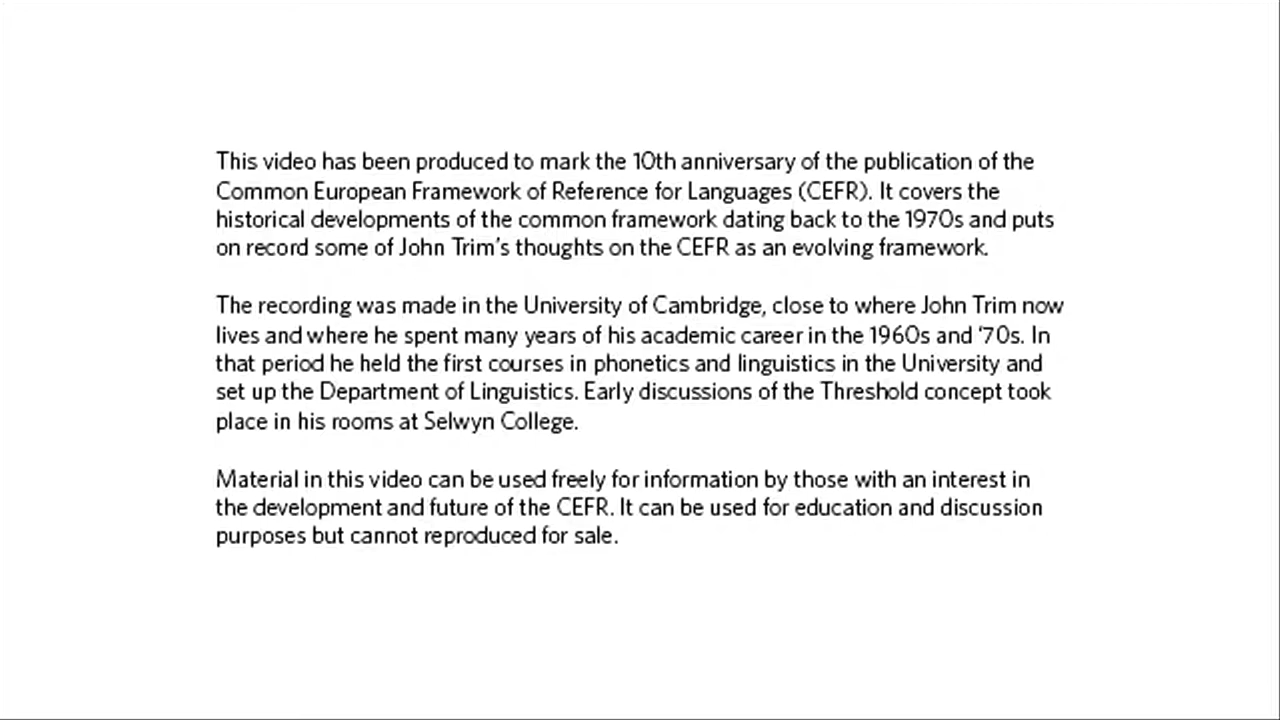 This video has been produced to mark the 10th anniversary of the publication of the
Common European Framework of Reference for Languages (CEFR). It covers the
historical developments of the common framework dating back to the 1970s and puts
on record some of John Trim's thoughts on the CEFR as an evolving framework.
The recording was made in the University of Cambridge, close to where John Trim now
lives and where he spent many years of his academic career in the 1960s and ‘70s. In
that period he held the first courses in phonetics and linguistics in the University and
set up the Department of Linguistics. Early discussions of the Threshold concept took
place in his rooms at Selwyn College.
Material in this video can be used freely for information by those with an interest in
the development and future of the CEFR. It can be used for education and discussion
purposes but cannot reproduced for sale.